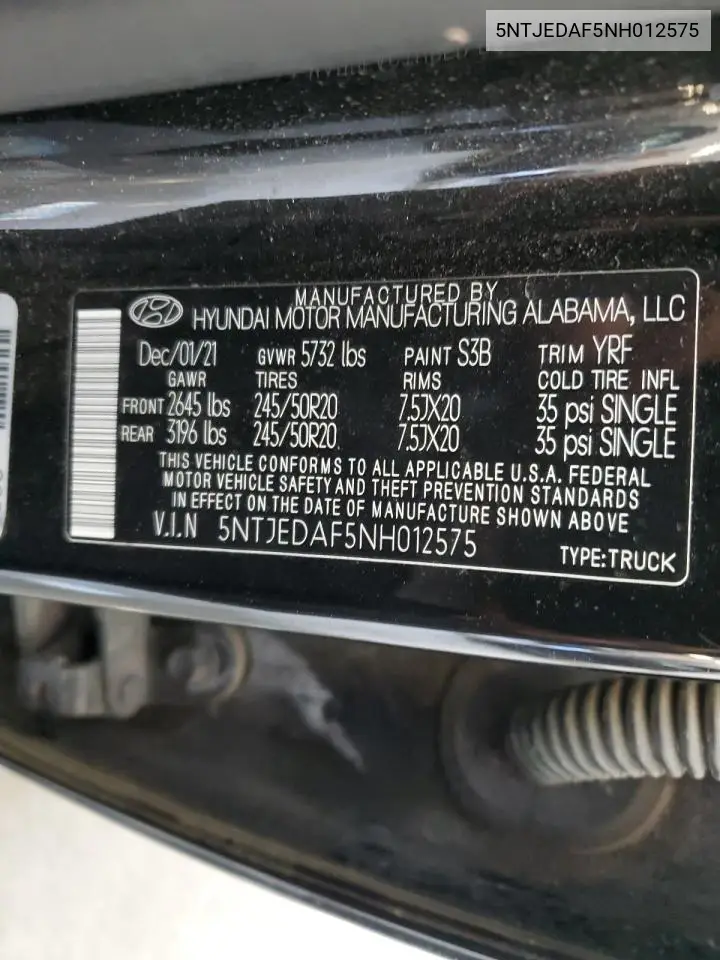 5NTJEDAF5NH012575
MANUFACTURED BY
HYUNDAI MOTOR MANUFACTURING ALABAMA, LLC
Dec/01/21 GVWR 5732 lbs PAINT S3B TRIM YRF
GAWR TIRES RIMS COLD TIRE INFL
FRONT 2645 lbs 245/50R20 7.5JX20 35 psi SINGLE
REAR 3196 lbs 245/50R20 7.5JX20 35 psi SINGLE
THIS VEHICLE CONFORMS TO ALL APPLICABLE U.S.A. FEDERAL
MOTOR VEHICLE SAFETY AND THEFT PREVENTION STANDARDS
IN EFFECT ON THE DATE OF MANUFACTURE SHOWN ABOVE
V.I.N 5NTJEDAF5NH012575
TYPE:TRUCK